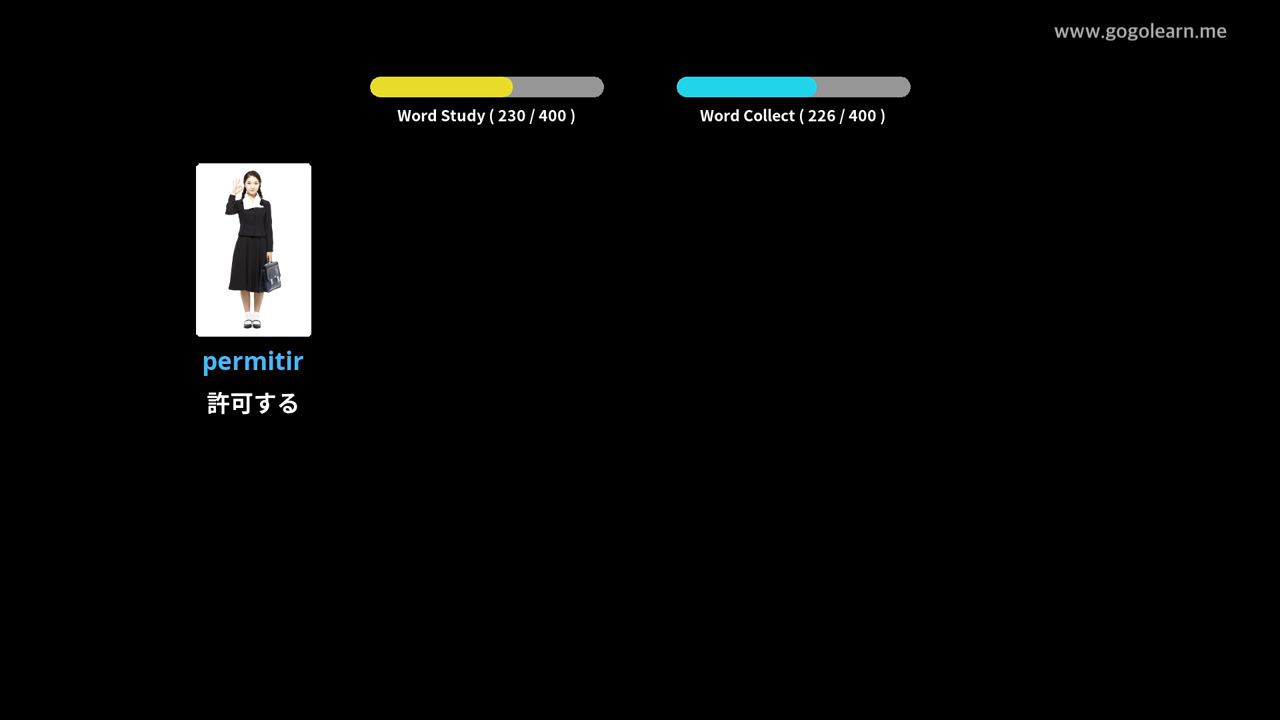 www.gogolearn.me
Word Study ( 230 / 400 )
Word Collect ( 226 / 400 )
permitir
許可する